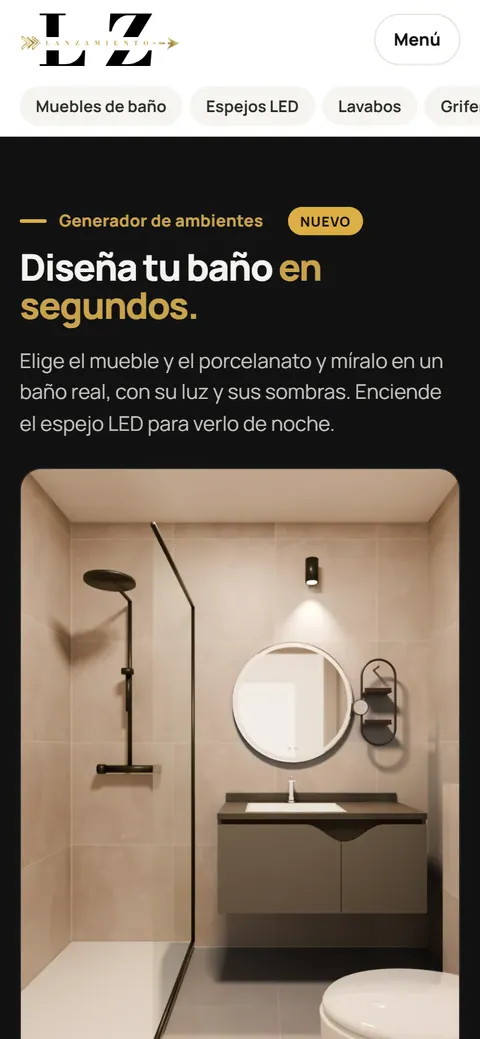 LZ
LANZAMIENTO
Menú
Muebles de baño
Espejos LED
Lavabos
Grife
Generador de ambientes
NUEVO
Diseña tu baño en
segundos.
Elige el mueble y el porcelanato y míralo en un
baño real, con su luz y sus sombras. Enciende
el espejo LED para verlo de noche.